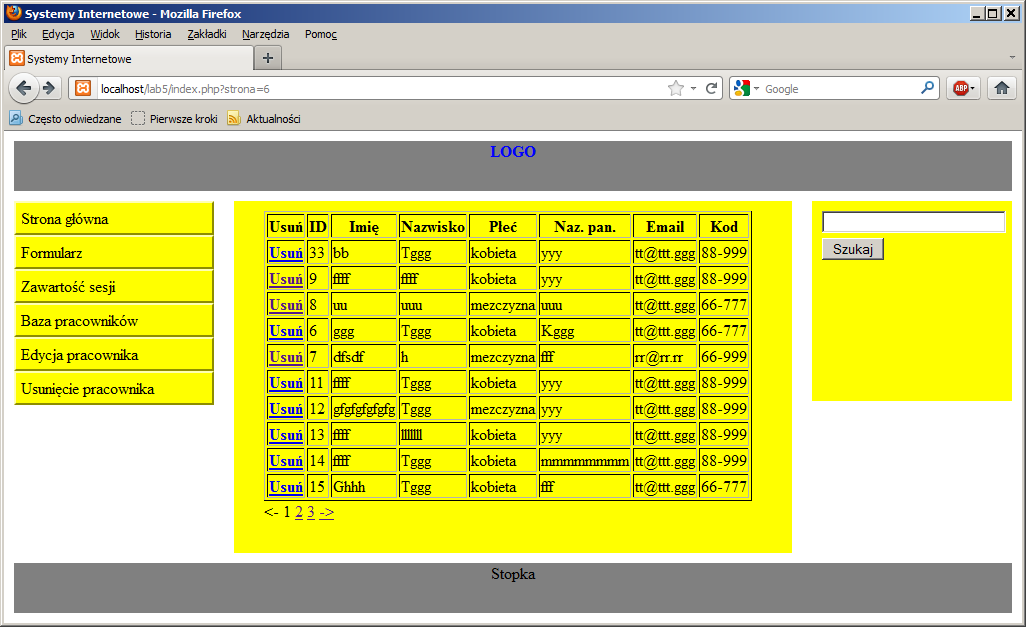 Systemy Internetowe - Mozilla Firefox
Plik Edycja Widok Historia Zakładki Narzędzia Pomoc
Systemy Internetowe
localhost/lab5/index.php?strona=6 Google ABP
Często odwiedzane Pierwsze kroki Aktualności
LOGO
Strona główna
Formularz
Zawartość sesji
Baza pracowników
Edycja pracownika
Usunięcie pracownika
Usuń ID Imię Nazwisko Płeć Naz. pan. Email Kod
Usuń 33 bb Tggg kobieta yyy tt@ttt.ggg 88-999
Usuń 9 ffff ffff kobieta yyy tt@ttt.ggg 88-999
Usuń 8 uu uuu mezczyzna uuu tt@ttt.ggg 66-777
Usuń 6 ggg Tggg kobieta Kggg tt@ttt.ggg 66-777
Usuń 7 dfsdf h mezczyzna fff rr@rr.rr 66-999
Usuń 11 ffff Tggg kobieta yyy tt@ttt.ggg 88-999
Usuń 12 gfgfgfgfgfg Tggg mezczyzna yyy tt@ttt.ggg 88-999
Usuń 13 ffff llllllll kobieta yyy tt@ttt.ggg 88-999
Usuń 14 ffff Tggg kobieta mmmmmmmm tt@ttt.ggg 88-999
Usuń 15 Ghhh Tggg kobieta fff tt@ttt.ggg 66-777
<- 1 2 3 ->
Szukaj
Stopka